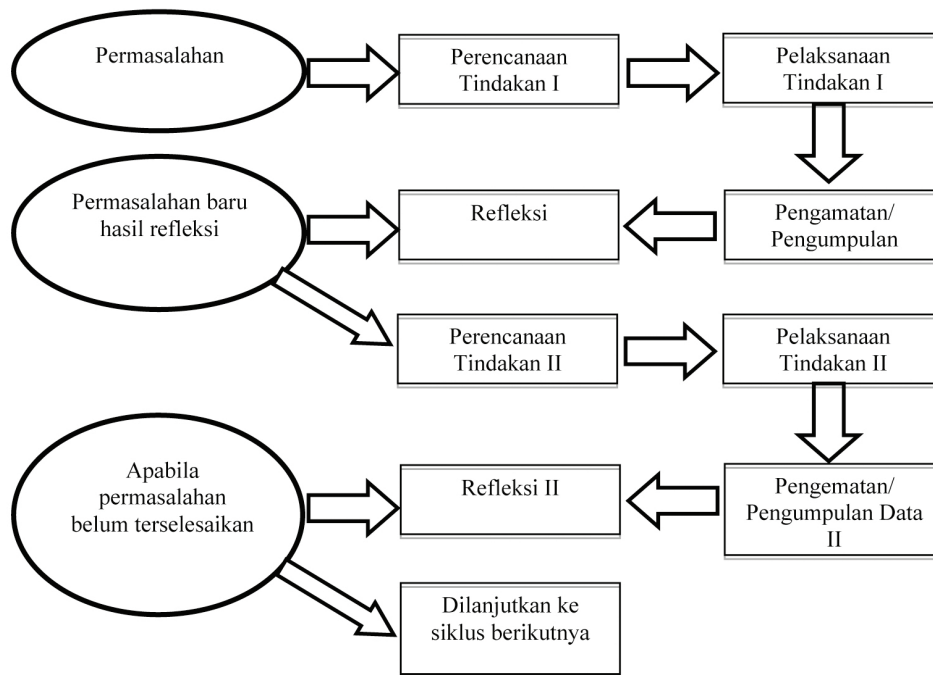 Permasalahan
Perencanaan
Tindakan I
Pelaksanaan
Tindakan I
Permasalahan baru
hasil refleksi
Refleksi
Pengamatan/
Pengumpulan
Perencanaan
Tindakan II
Pelaksanaan
Tindakan II
Apabila
permasalahan
belum terselesaikan
Refleksi II
Pengematan/
Pengumpulan Data
II
Dilanjutkan ke
siklus berikutnya